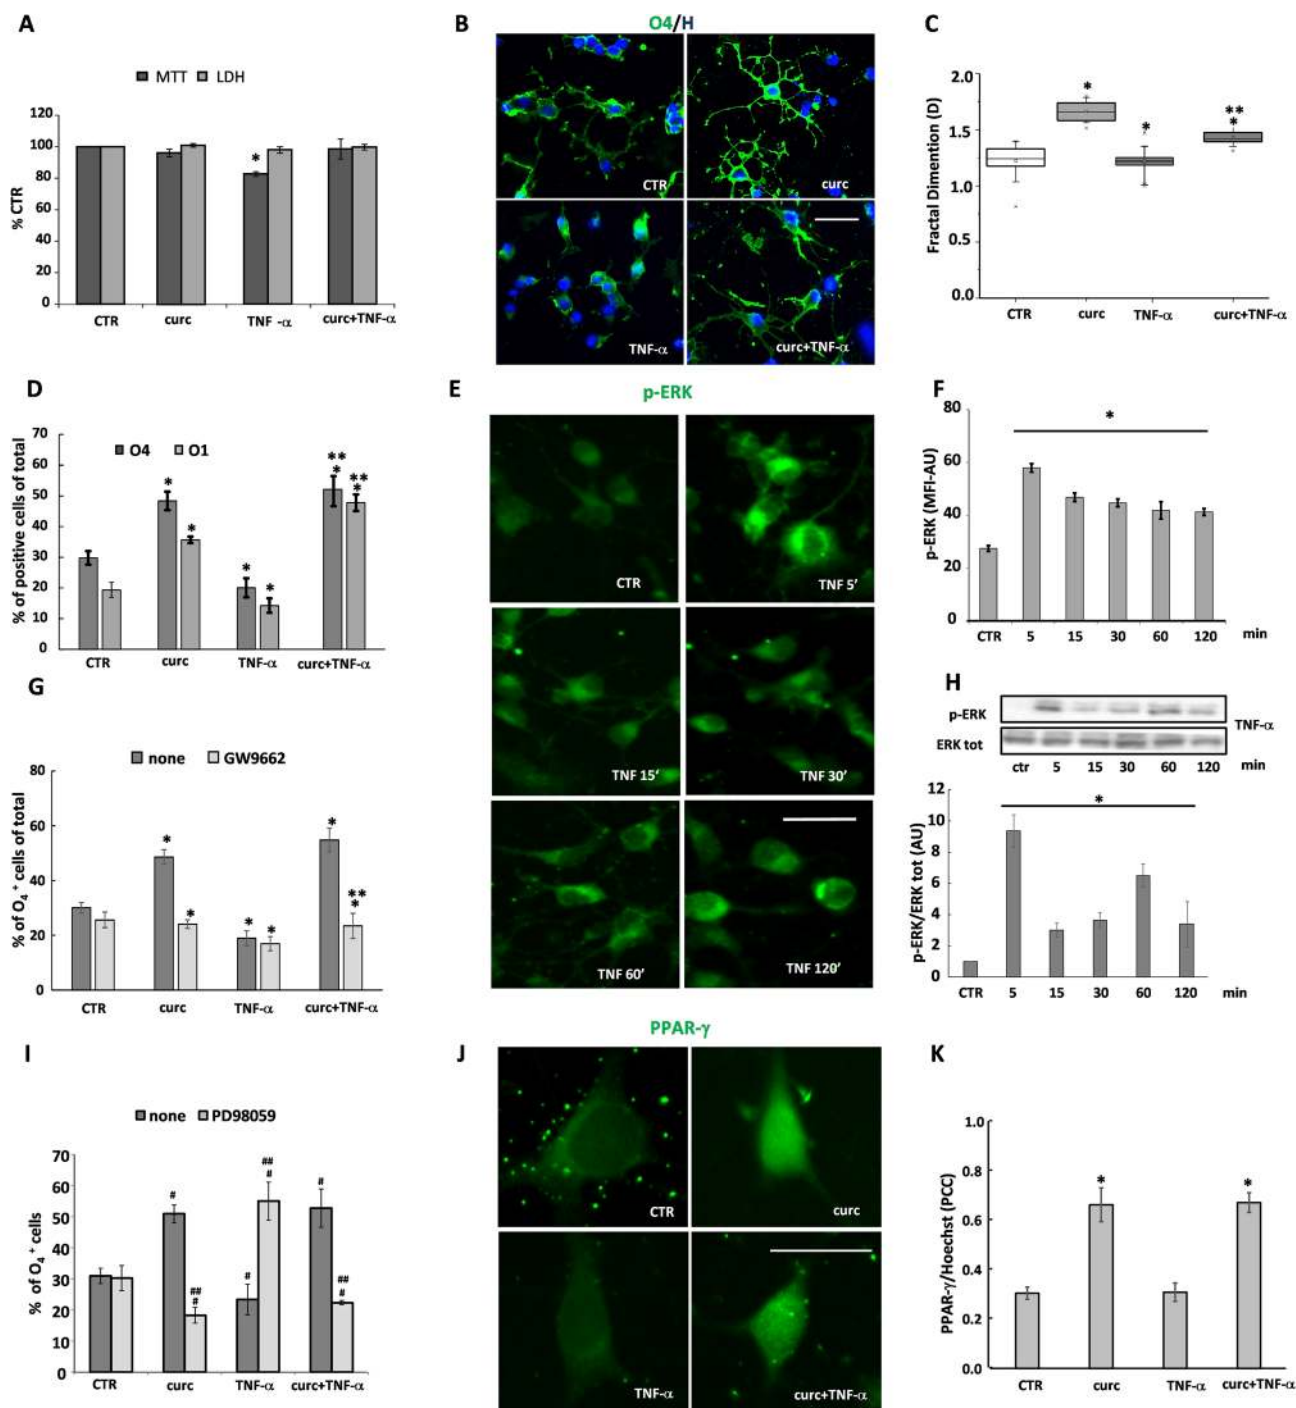 A
MTT LDH
% CTR
120
100
80
60
40
20
0
*
CTR curc TNF -α curc+TNF-α
B
O4/H
CTR
curc
TNF-α
curc+TNF-α
C
Fractal Dimention (D)
2.0
1.5
1.0
0.5
0.0
*
*
**
*
CTR curc TNF-α curc+TNF-α
D
O4 O1
% of positive cells of total
70
60
50
40
30
20
10
0
*
*
*
*
**
*
**
*
CTR curc TNF-α curc+TNF-α
E
p-ERK
CTR
TNF 5’
TNF 15’
TNF 30’
TNF 60’
TNF 120’
F
p-ERK (MFI-AU)
80
60
40
20
0
*
CTR 5 15 30 60 120 min
G
none GW9662
% of O4 + cells of total
80
60
40
20
0
*
*
*
*
*
**
*
CTR curc TNF-α curc+TNF-α
H
p-ERK
ERK tot
TNF-α
ctr 5 15 30 60 120 min
p-ERK/ERK tot (AU)
12
10
8
6
4
2
0
*
CTR 5 15 30 60 120 min
I
none PD98059
% of O4 + cells
70
60
50
40
30
20
10
0
#
##
#
#
##
#
#
##
#
CTR curc TNF-α curc+TNF-α
J
PPAR-γ
CTR
curc
TNF-α
curc+TNF-α
K
PPAR-γ/Hoechst (PCC)
1.0
0.8
0.6
0.4
0.2
0.0
*
*
CTR curc TNF-α curc+TNF-α